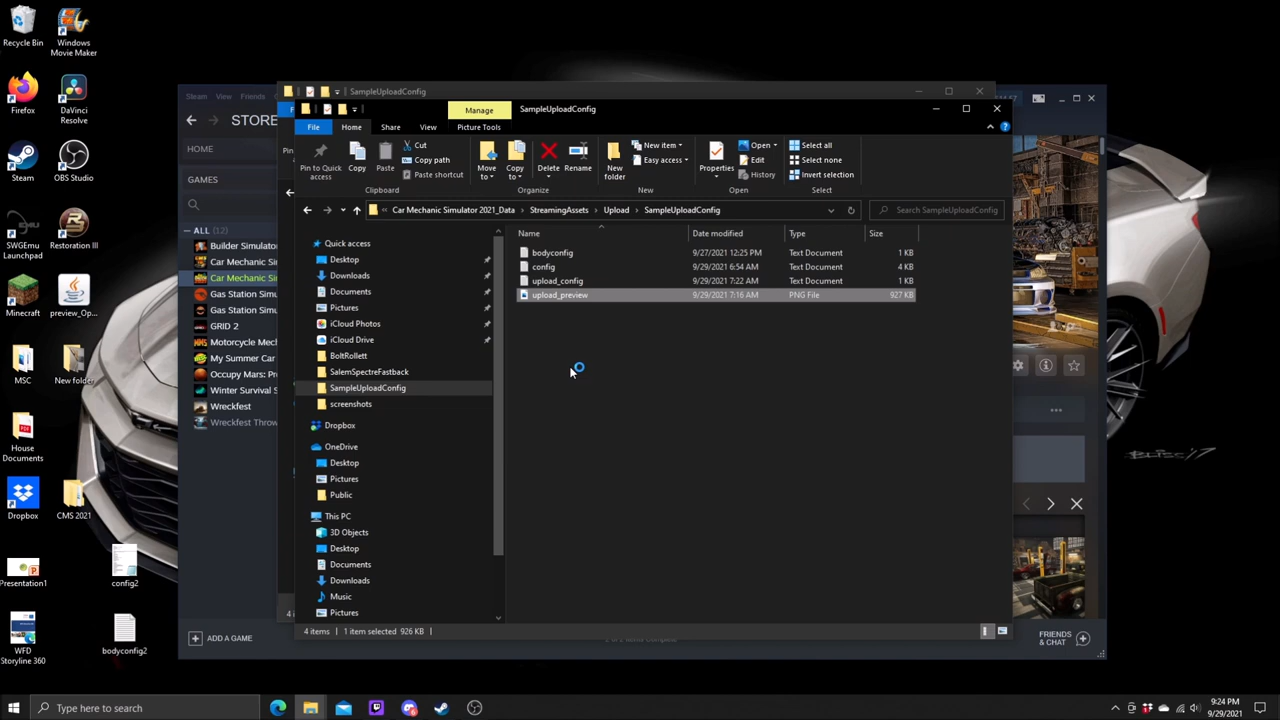 Recycle Bin
Windows Movie Maker
Firefox
DaVinci Resolve
Steam
OBS Studio
SWGEmu Launchpad
Restoration III
Minecraft
preview_Op...
MSC
New folder
House Documents
Dropbox
CMS 2021
Presentation1
config2
WFD Storyline 360
bodyconfig2
Steam View Friends
STORE
HOME
GAMES
ALL (12)
Builder Simulator
Car Mechanic Si
Car Mechanic Sim
Gas Station Simu
Gas Station Simu
GRID 2
Motorcycle Mech
My Summer Car
Occupy Mars:
Winter Survival S
Wreckfest
Wreckfest Throw
ADD A GAME
FRIENDS & CHAT
SampleUploadConfig
Manage
SampleUploadConfig
File Home Share View Picture Tools
Pin to Quick access
Copy
Paste
Cut
Copy path
Paste shortcut
Clipboard
Move to
Copy to
Delete
Rename
Organize
New folder
New item
Easy access
New
Properties
Open
Edit
History
Open
Select all
Select none
Invert selection
Select
« Car Mechanic Simulator 2021_Data > StreamingAssets > Upload > SampleUploadConfig
Search SampleUploadConfig
Name Date modified Type Size
bodyconfig 9/27/2021 12:25 PM Text Document 1 KB
config 9/29/2021 6:54 AM Text Document 4 KB
upload_config 9/29/2021 7:22 AM Text Document 1 KB
upload_preview 9/29/2021 7:16 AM PNG File 927 KB
Quick access
Desktop
Downloads
Documents
Pictures
iCloud Photos
iCloud Drive
BoltRollett
SalemSpectreFastback
SampleUploadConfig
screenshots
Dropbox
OneDrive
Desktop
Pictures
Public
This PC
3D Objects
Desktop
Documents
Downloads
Music
Pictures
4 items 1 item selected 926 KB
Type here to search
9:24 PM
9/29/2021